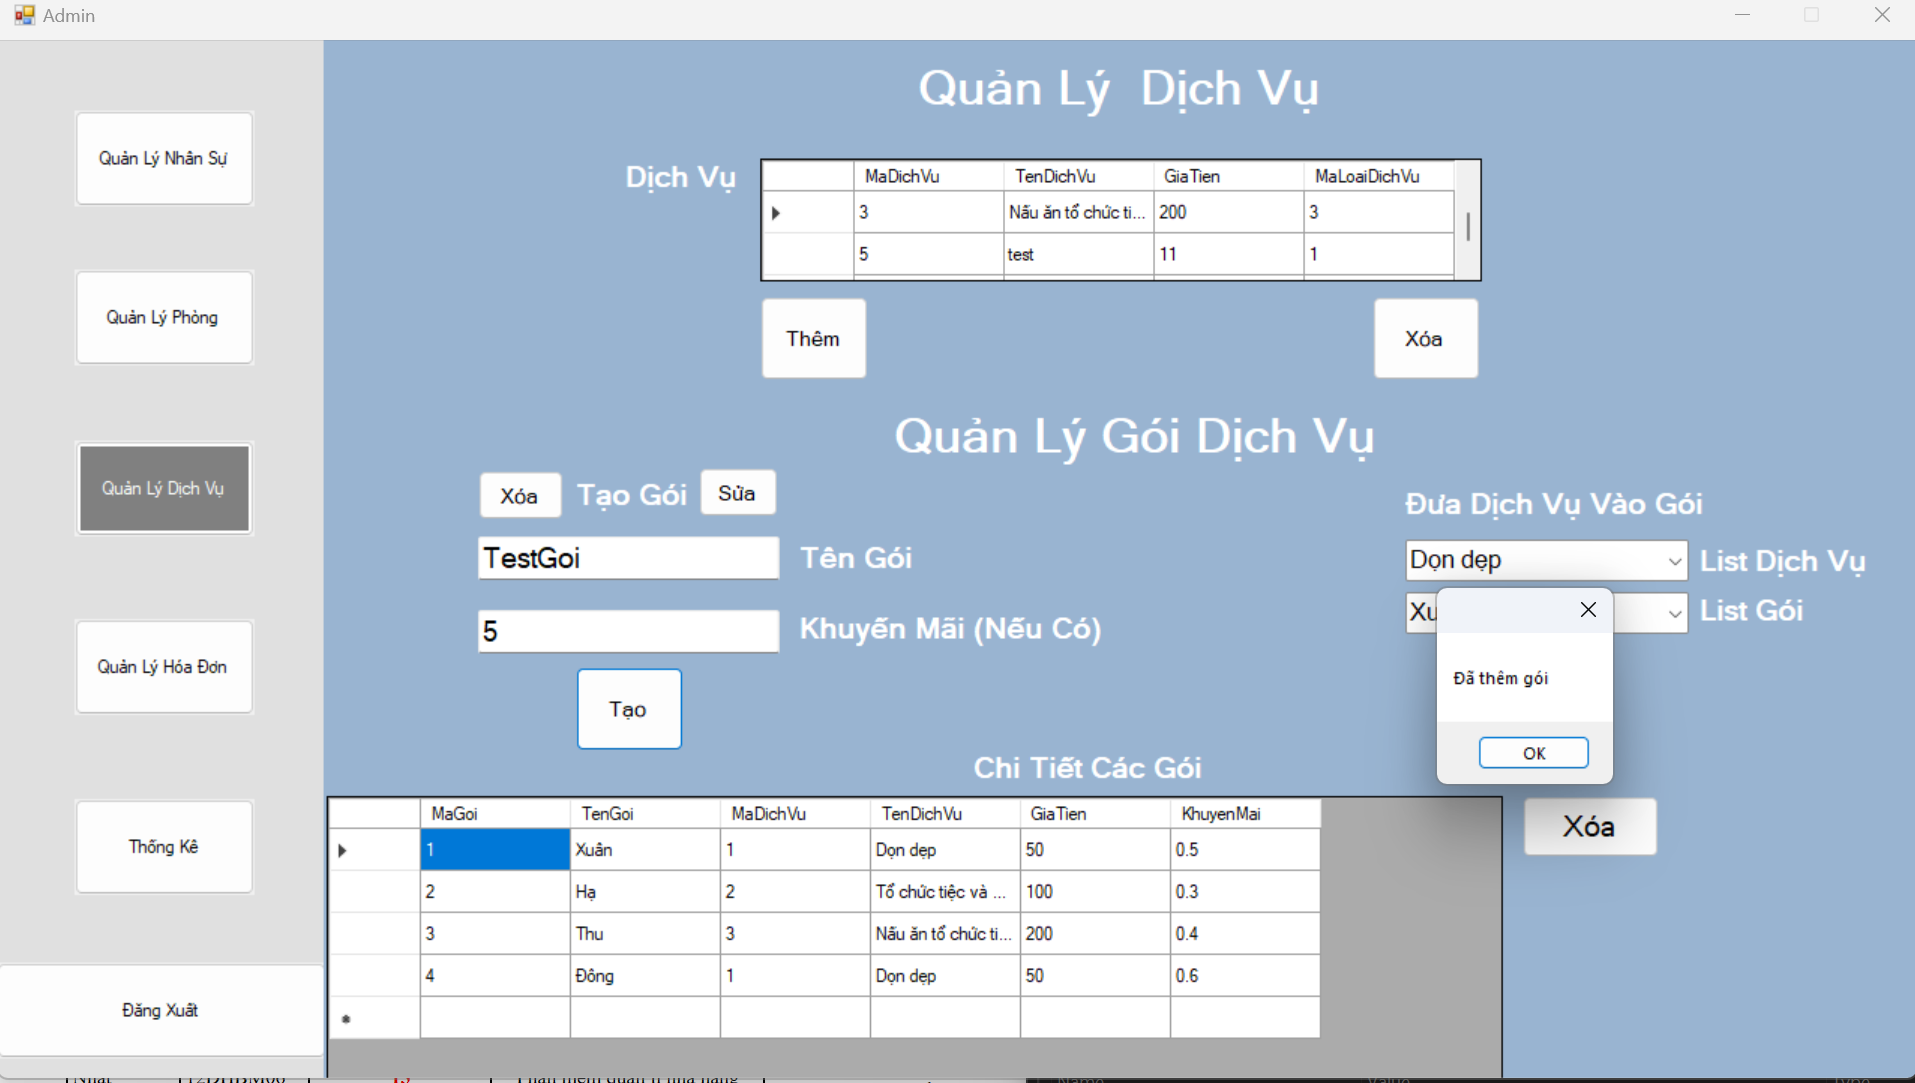 Admin
Quản Lý Nhân Sự
Quản Lý Phòng
Quản Lý Dịch Vụ
Quản Lý Hóa Đơn
Thống Kê
Đăng Xuất
Quản Lý  Dịch Vụ
Dịch Vụ
MaDichVu TenDichVu GiaTien MaLoaiDichVu
3 Nấu ăn tổ chức ti... 200 3
5 test 11 1
Thêm Xóa
Quản Lý Gói Dịch Vụ
Xóa Tạo Gói Sửa
TestGoi Tên Gói
5 Khuyến Mãi (Nếu Có)
Tạo
Đưa Dịch Vụ Vào Gói
Dọn dẹp List Dịch Vụ
Xu List Gói
Đã thêm gói
OK
Chi Tiết Các Gói
MaGoi TenGoi MaDichVu TenDichVu GiaTien KhuyenMai
1 Xuân 1 Dọn dẹp 50 0.5
2 Hạ 2 Tổ chức tiệc và ... 100 0.3
3 Thu 3 Nấu ăn tổ chức ti... 200 0.4
4 Đông 1 Dọn dẹp 50 0.6
Xóa